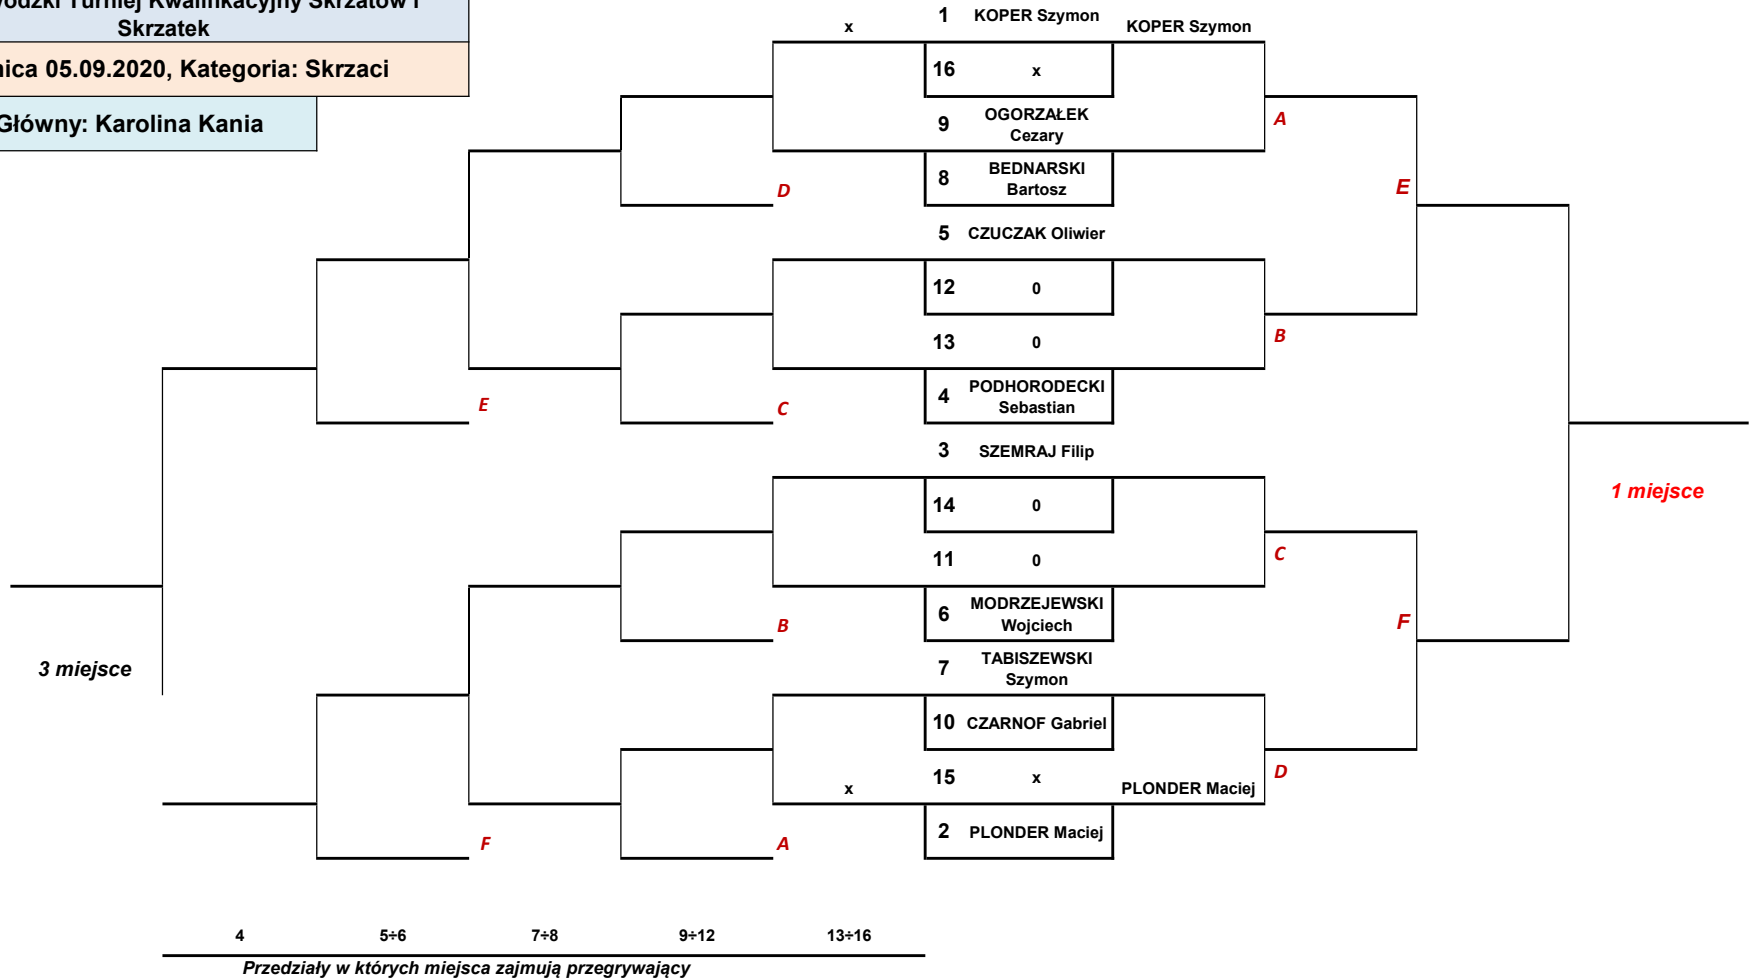 Turniej Kwalifikacyjny Skrzatów i
Skrzatek
05.09.2020, Kategoria: Skrzaci
Główny: Karolina Kania
x
1 KOPER Szymon
KOPER Szymon
16 x
9 OGORZAŁEK
Cezary
A
8 BEDNARSKI
Bartosz
D
E
5 CZUCZAK Oliwier
12 0
13 0
B
4 PODHORODECKI
Sebastian
E
C
3 SZEMRAJ Filip
1 miejsce
14 0
11 0
C
6 MODRZEJEWSKI
Wojciech
B
F
3 miejsce
7 TABISZEWSKI
Szymon
10 CZARNOF Gabriel
15 x
D
x
PLONDER Maciej
2 PLONDER Maciej
F
A
4 5÷6 7÷8 9÷12 13÷16
Przedziały w których miejsca zajmują przegrywający